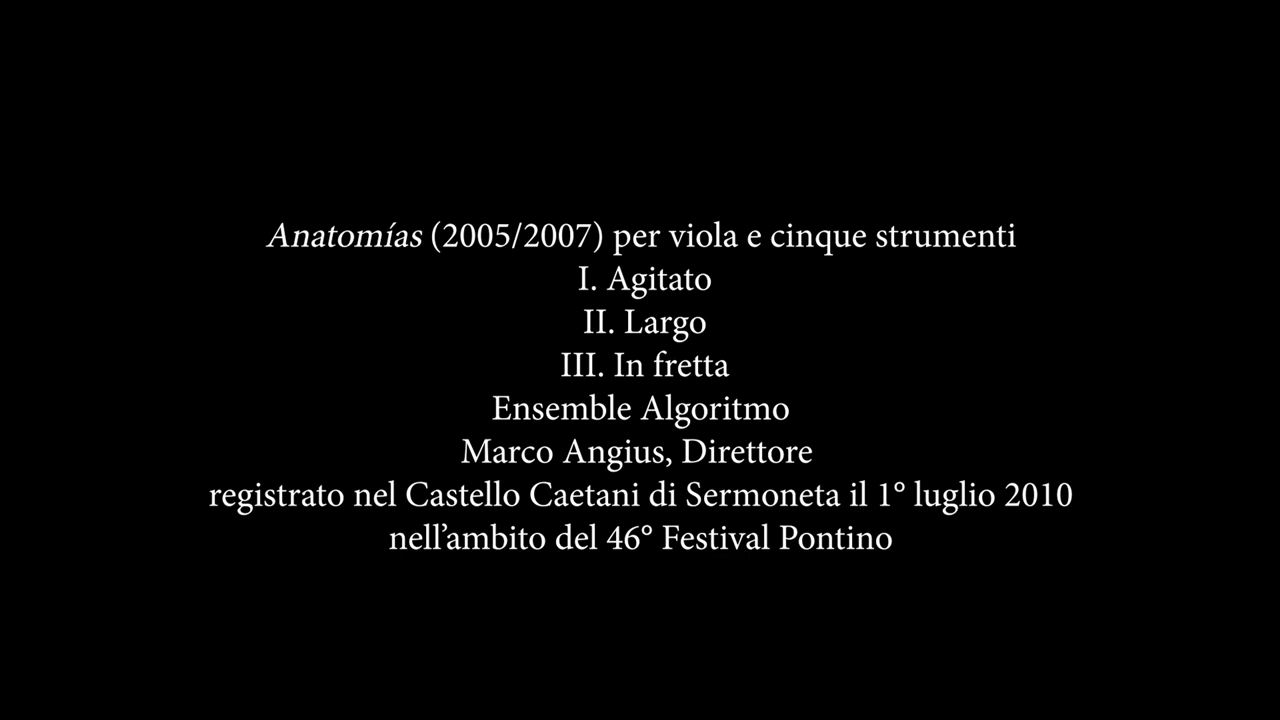 Anatomías (2005/2007) per viola e cinque strumenti
I. Agitato
II. Largo
III. In fretta
Ensemble Algoritmo
Marco Angius, Direttore
registrato nel Castello Caetani di Sermoneta il 1° luglio 2010
nell’ambito del 46° Festival Pontino